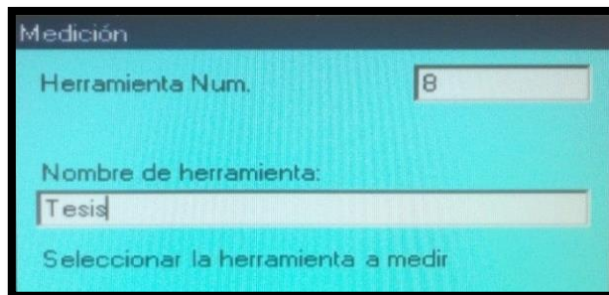 Medición
Herramienta Num. 8
Nombre de herramienta:
Tesis
Seleccionar la herramienta a medir